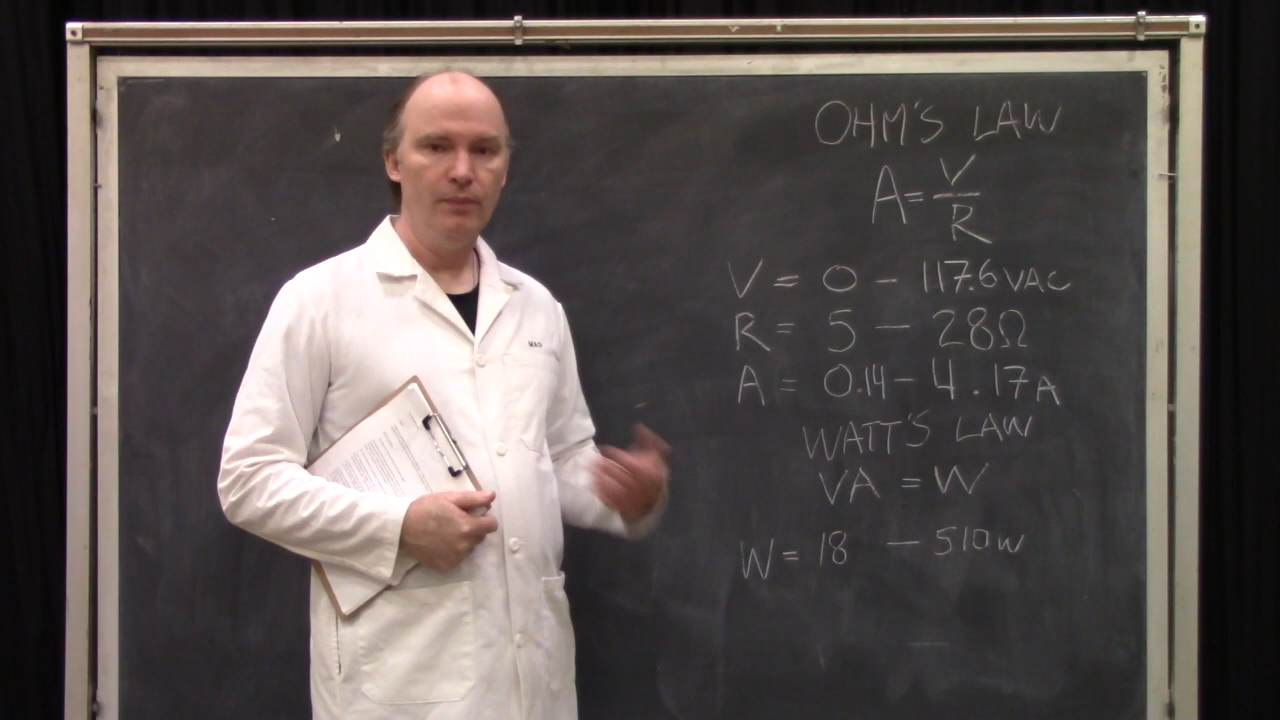 OHM'S LAW
A = V/R
V = 0 - 117.6 VAC
R = 5 - 28Ω
A = 0.14 - 4.17A
WATT'S LAW
VA = W
W = 18 - 510W